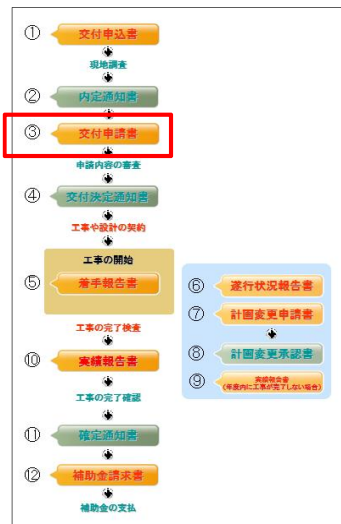 ① 交付申込書
現地調査
② 内定通知書
③ 交付申請書
申請内容の審査
④ 交付決定通知書
工事や設計の契約
工事の開始
⑤ 着手報告書
工事の完了検査
⑩ 実績報告書
工事の完了確認
⑪ 確定通知書
⑫ 補助金請求書
補助金の支払
⑥ 遂行状況報告書
⑦ 計画変更申請書
⑧ 計画変更承認書
⑨ 実績報告書
(年度内に工事が完了しない場合)